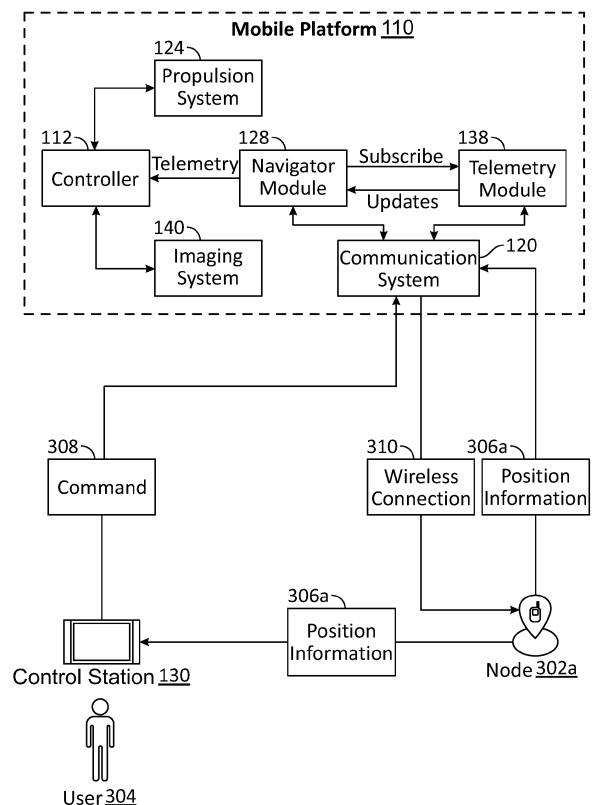 Mobile Platform 110
124
Propulsion
System
112
Controller
Telemetry
128
Navigator
Module
Subscribe
Updates
138
Telemetry
Module
140
Imaging
System
120
Communication
System
308
Command
310
Wireless
Connection
306a
Position
Information
306a
Position
Information
Control Station 130
Node 302a
User 304